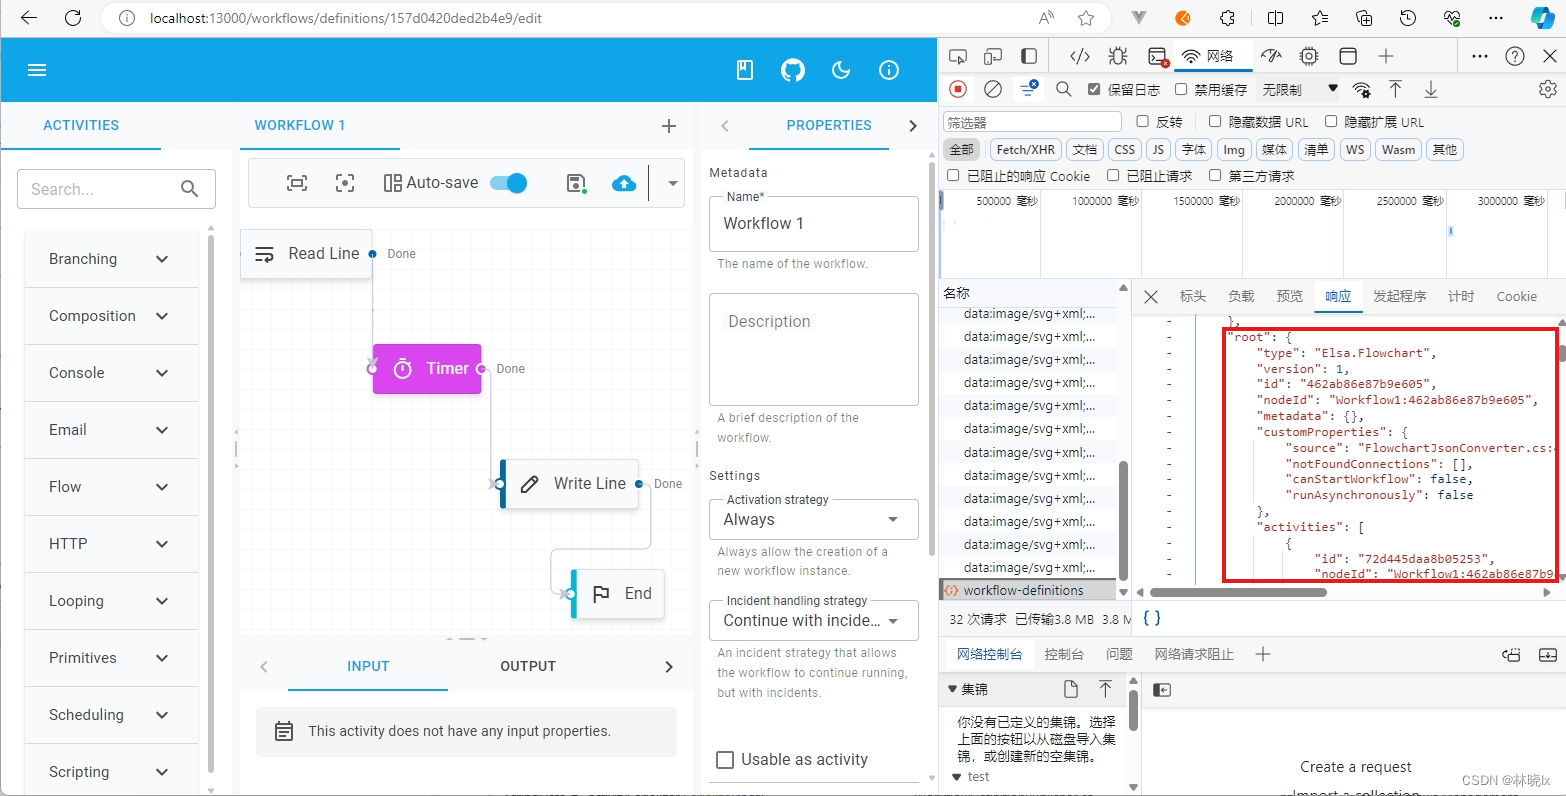 localhost:13000/workflows/definitions/157d0420ded2b4e9/edit
ACTIVITIES
Search...
Branching
Composition
Console
Email
Flow
HTTP
Looping
Primitives
Scheduling
Scripting
WORKFLOW 1
Auto-save
Read Line
Done
Timer
Done
Write Line
Done
End
INPUT
OUTPUT
This activity does not have any input properties.
PROPERTIES
Metadata
Name*
Workflow 1
The name of the workflow.
Description
A brief description of the
workflow.
Settings
Activation strategy
Always
Always allow the creation of a
new workflow instance.
Incident handling strategy
Continue with incide...
An incident strategy that allows
the workflow to continue running,
but with incidents.
Usable as activity
网络
保留日志
禁用缓存
无限制
筛选器
反转
隐藏数据 URL
隐藏扩展 URL
全部
Fetch/XHR
文档
CSS
JS
字体
Img
媒体
清单
WS
Wasm
其他
已阻止的响应 Cookie
已阻止请求
第三方请求
500000 毫秒
1000000 毫秒
1500000 毫秒
2000000 毫秒
2500000 毫秒
3000000 毫秒
名称
data:image/svg+xml;...
data:image/svg+xml;...
data:image/svg+xml;...
data:image/svg+xml;...
data:image/svg+xml;...
data:image/svg+xml;...
data:image/svg+xml;...
data:image/svg+xml;...
data:image/svg+xml;...
data:image/svg+xml;...
data:image/svg+xml;...
data:image/svg+xml;...
workflow-definitions
32 次请求 已传输3.8 MB 3.8 M
标头
负载
预览
响应
发起程序
计时
Cookie
},
"root": {
"type": "Elsa.Flowchart",
"version": 1,
"id": "462ab86e87b9e605",
"nodeId": "Workflow1:462ab86e87b9e605",
"metadata": {},
"customProperties": {
"source": "FlowchartJsonConverter.cs:
"notFoundConnections": [],
"canStartWorkflow": false,
"runAsynchronously": false
},
"activities": [
{
"id": "72d445daa8b05253",
"nodeId": "Workflow1:462ab86e87b9
{ }
网络控制台
控制台
问题
网络请求阻止
集锦
你没有已定义的集锦。选择
上面的按钮以从磁盘导入集
锦，或创建新的空集锦。
test
Create a request
CSDN @林晓lx